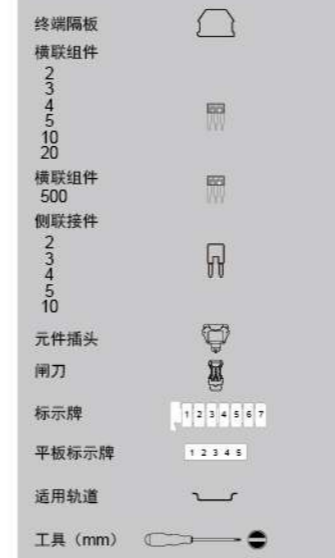 终端隔板
横联组件
2
3
4
5
10
20
横联组件
500
侧联接件
2
3
4
5
10
元件插头
闸刀
标示牌 1 2 3 4 5 6 7
平板标示牌 1 2 3 4 5
适用轨道
工具（mm）